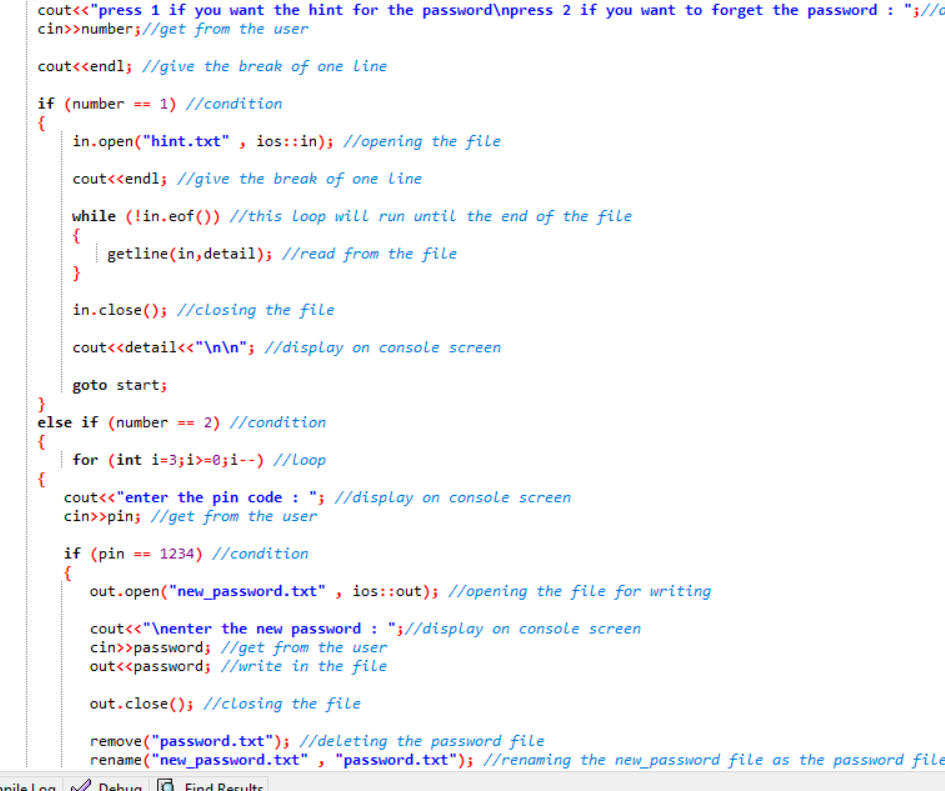 cout<<"press 1 if you want the hint for the password\npress 2 if you want to forget the password : ";//
cin>>number;//get from the user
cout<<endl; //give the break of one line
if (number == 1) //condition
{
in.open("hint.txt" , ios::in); //opening the file
cout<<endl; //give the break of one line
while (!in.eof()) //this loop will run until the end of the file
{
getline(in,detail); //read from the file
}
in.close(); //closing the file
cout<<detail<<"\n\n"; //display on console screen
goto start;
}
else if (number == 2) //condition
{
for (int i=3;i>=0;i--) //loop
{
cout<<"enter the pin code : "; //display on console screen
cin>>pin; //get from the user
if (pin == 1234) //condition
{
out.open("new_password.txt" , ios::out); //opening the file for writing
cout<<"\nenter the new password : ";//display on console screen
cin>>password; //get from the user
out<<password; //write in the file
out.close(); //closing the file
remove("password.txt"); //deleting the password file
rename("new_password.txt" , "password.txt"); //renaming the new_password file as the password file
Log Debug Find Results